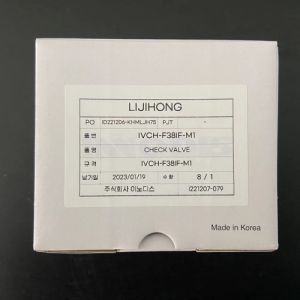 LIJIHONG
PO ID221206-KHMLJH75 PJT -
품 번 IVCH-F38IF-M1
품 명 CHECK VALVE
규 격 IVCH-F38IF-M1
납기일 2023/01/19 수 량 8 / 1
주식회사 이노디스 I221207-079
Made in Korea